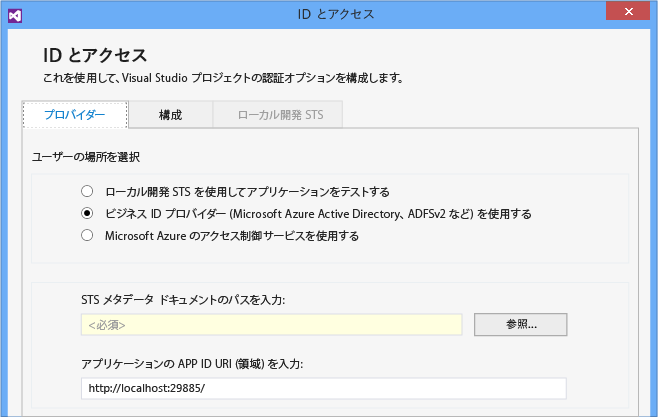 ID とアクセス
ID とアクセス
これを使用して、Visual Studio プロジェクトの認証オプションを構成します。
プロバイダー 構成 ローカル開発 STS
ユーザーの場所を選択
ローカル開発 STS を使用してアプリケーションをテストする
ビジネス ID プロバイダー (Microsoft Azure Active Directory、ADFSv2 など) を使用する
Microsoft Azure のアクセス制御サービスを使用する
STS メタデータ ドキュメントのパスを入力:
<必須> 参照...
アプリケーションの APP ID URI (領域) を入力:
http://localhost:29885/